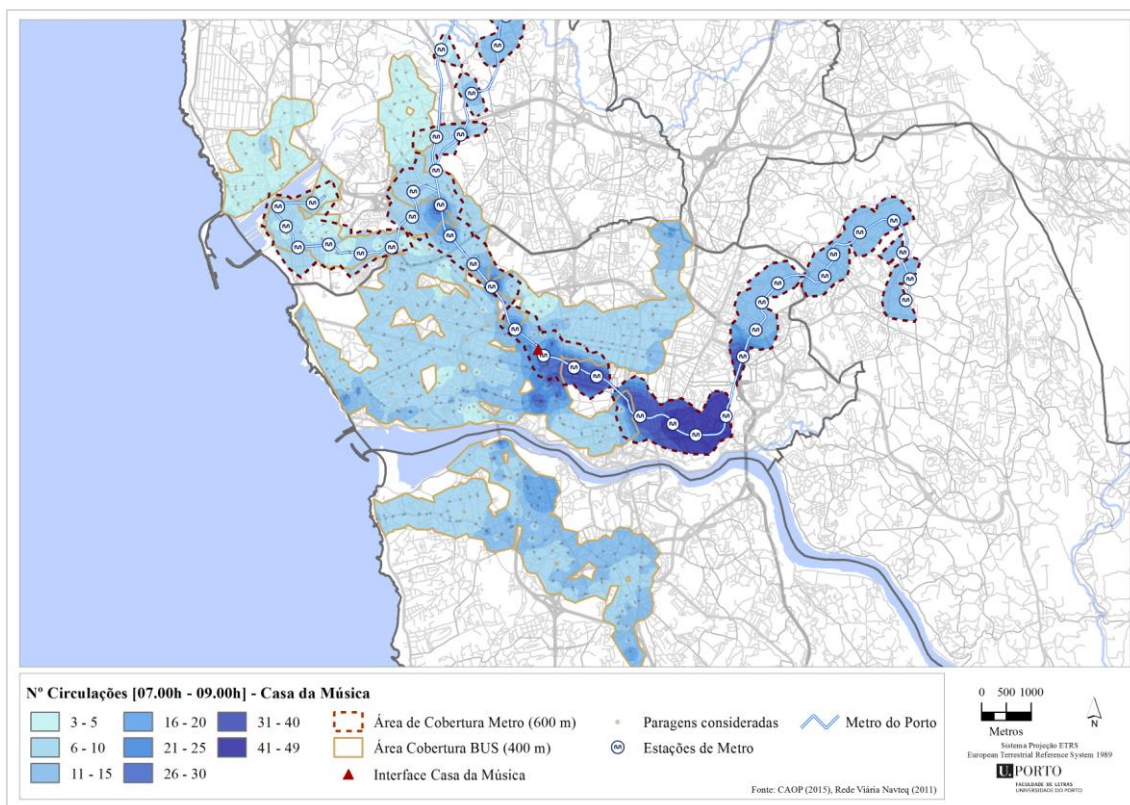 Nº Circulações [07.00h - 09.00h] - Casa da Música
3 - 5
6 - 10
11 - 15
16 - 20
21 - 25
26 - 30
31 - 40
41 - 49
Área de Cobertura Metro (600 m)
Área Cobertura BUS (400 m)
Interface Casa da Música
Paragens consideradas
Estações de Metro
Metro do Porto
0 500 1000
Metros
N
Sistema Projeção ETRS
European Terrestrial Reference System 1989
U. PORTO
FACULDADE DE LETRAS
UNIVERSIDADE DO PORTO
Fonte: CAOP (2015), Rede Viária Navteq (2011)